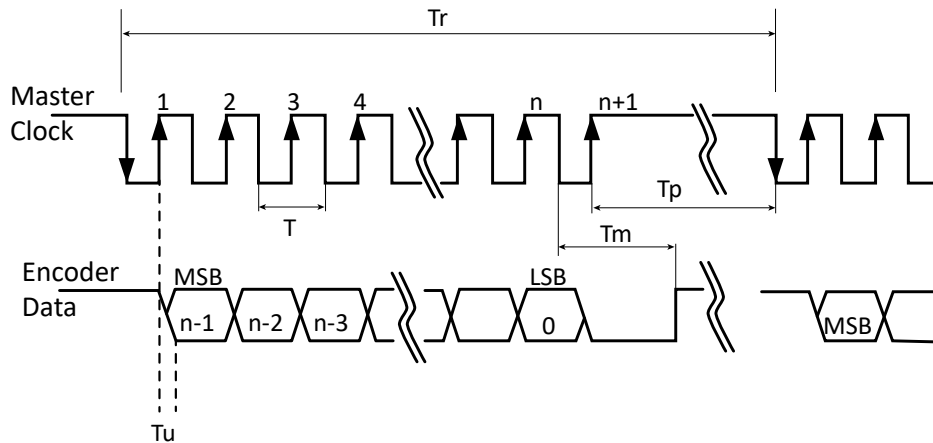 Tr
Master
Clock
1 2 3 4 n n+1
T
Tp
Tm
Encoder
Data
MSB LSB
n-1 n-2 n-3 0 MSB
Tu